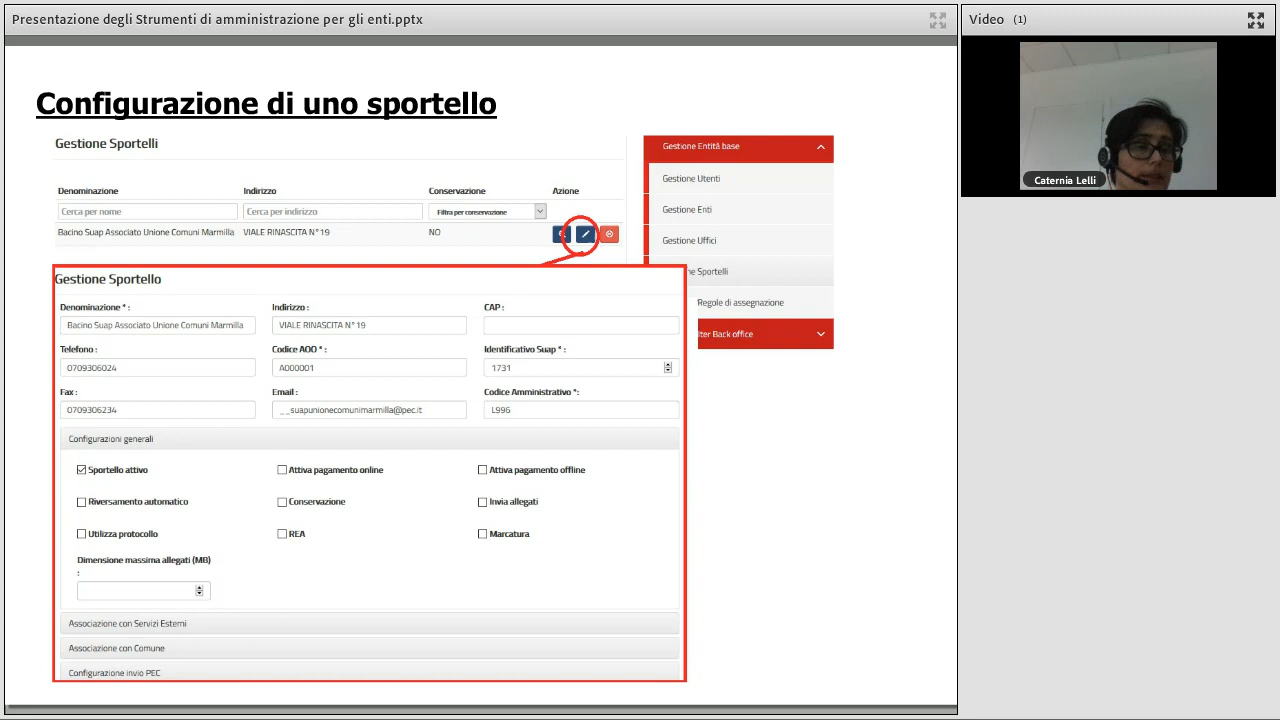 Presentazione degli Strumenti di amministrazione per gli enti.pptx
Video (1)
Caternia Lelli
Configurazione di uno sportello
Gestione Sportelli
Denominazione Indirizzo Conservazione Azione
Cerca per nome Cerca per indirizzo Filtra per conservazione
Bacino Suap Associato Unione Comuni Marmilla VIALE RINASCITA N°19 NO
Gestione Entità base
Gestione Utenti
Gestione Enti
Gestione Uffici
ne Sportelli
Regole di assegnazione
Iter Back office
Gestione Sportello
Denominazione * : Indirizzo : CAP :
Bacino Suap Associato Unione Comuni Marmilla VIALE RINASCITA N°19
Telefono : Codice AOO * : Identificativo Suap * :
0709306024 A000001 1731
Fax : Email : Codice Amministrativo *:
0709306234 __suapunionecomunimarmilla@pec.it L996
Configurazioni generali
Sportello attivo Attiva pagamento online Attiva pagamento offline
Riversamento automatico Conservazione Invia allegati
Utilizza protocollo REA Marcatura
Dimensione massima allegati (MB)
:
Associazione con Servizi Esterni
Associazione con Comune
Configurazione invio PEC